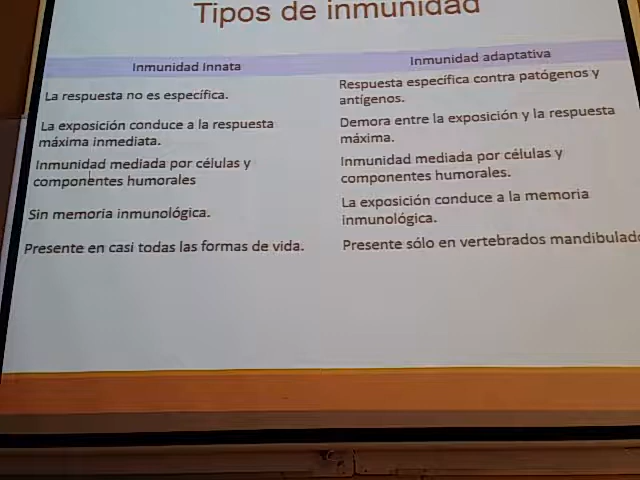 Tipos de inmunidad
Inmunidad innata
Inmunidad adaptativa
La respuesta no es específica.
Respuesta específica contra patógenos y
antígenos.
La exposición conduce a la respuesta
máxima inmediata.
Demora entre la exposición y la respuesta
máxima.
Inmunidad mediada por células y
componentes humorales
Inmunidad mediada por células y
componentes humorales.
Sin memoria inmunológica.
La exposición conduce a la memoria
inmunológica.
Presente en casi todas las formas de vida.
Presente sólo en vertebrados mandibulado